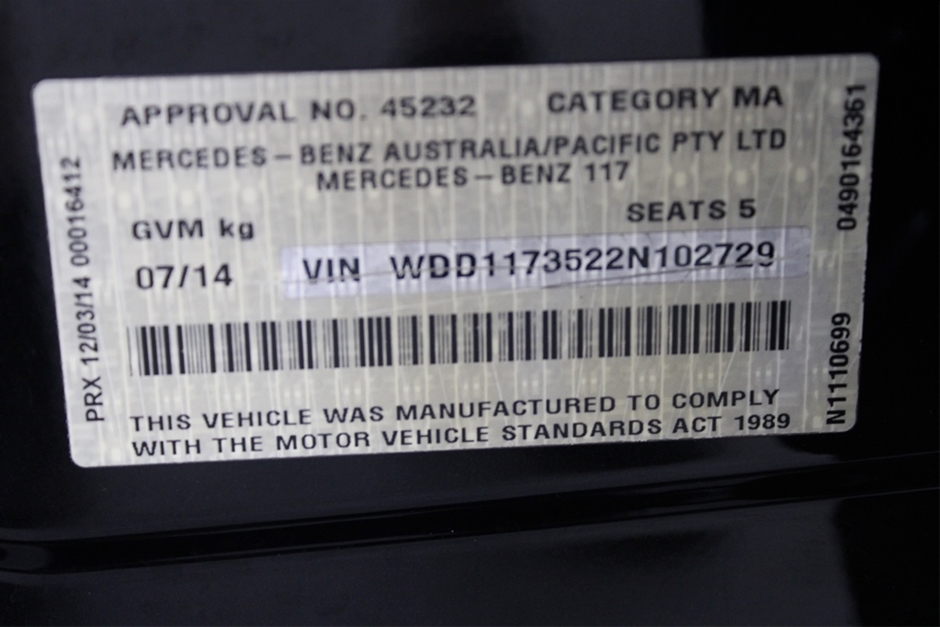 APPROVAL NO. 45232 CATEGORY MA
MERCEDES-BENZ AUSTRALIA/PACIFIC PTY LTD
MERCEDES-BENZ 117
SEATS 5
GVM kg
07/14 VIN WDD1173522N102729
THIS VEHICLE WAS MANUFACTURED TO COMPLY
WITH THE MOTOR VEHICLE STANDARDS ACT 1989
PRX 12/03/14 00016412
N1110699 0490164361